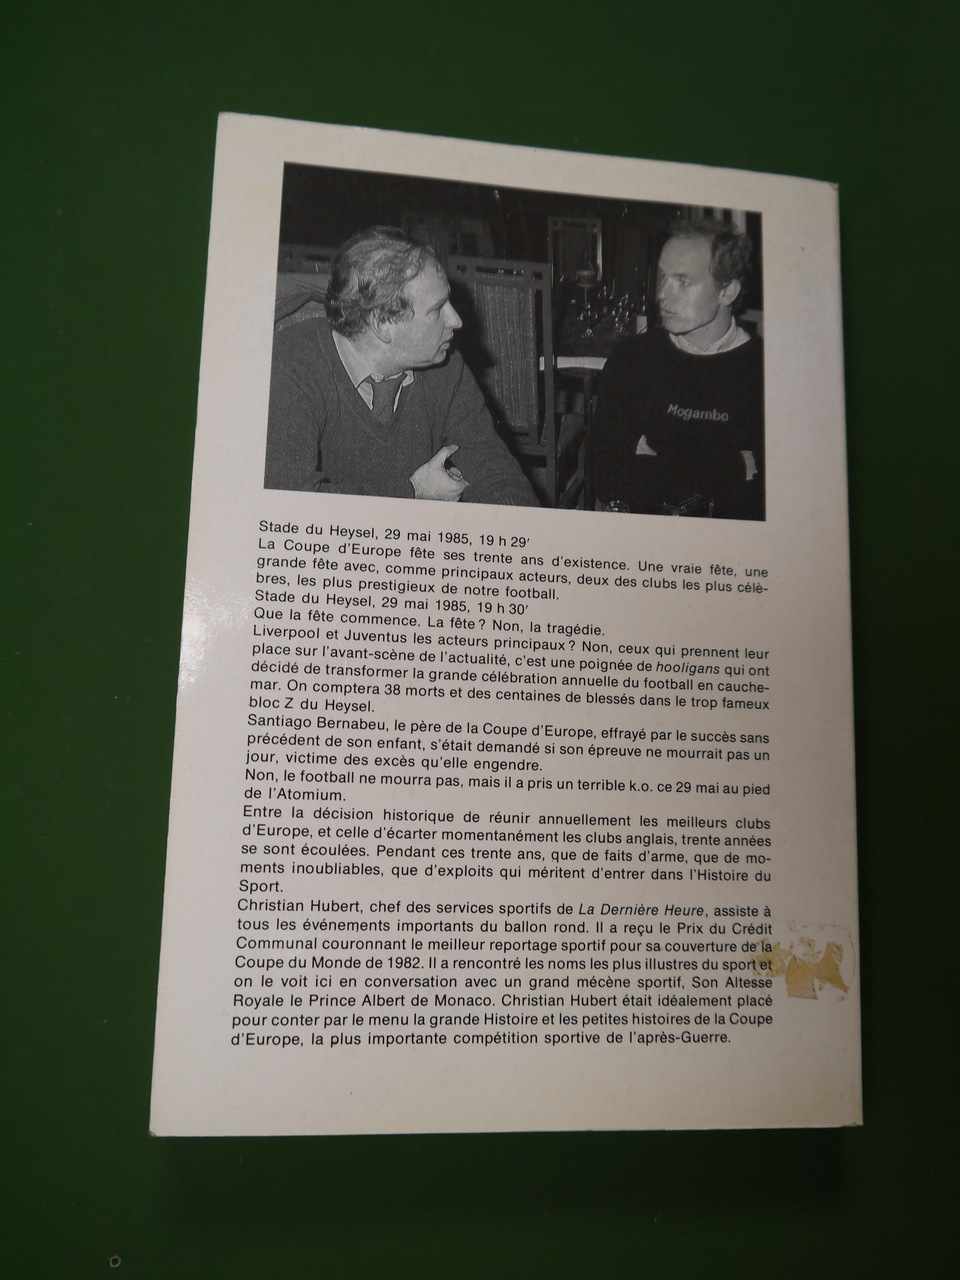 Mogambo
Stade du Heysel, 29 mai 1985, 19 h 29′
La Coupe d'Europe fête ses trente ans d'existence. Une vraie fête, une
grande fête avec, comme principaux acteurs, deux des clubs les plus célè-
bres, les plus prestigieux de notre football.
Stade du Heysel, 29 mai 1985, 19 h 30′
Que la fête commence. La fête ? Non, la tragédie.
Liverpool et Juventus les acteurs principaux ? Non, ceux qui prennent leur
place sur l'avant-scène de l'actualité, c'est une poignée de hooligans qui ont
décidé de transformer la grande célébration annuelle du football en cauche-
mar. On comptera 38 morts et des centaines de blessés dans le trop fameux
bloc Z du Heysel.
Santiago Bernabeu, le père de la Coupe d'Europe, effrayé par le succès sans
précédent de son enfant, s'était demandé si son épreuve ne mourrait pas un
jour, victime des excès qu'elle engendre.
Non, le football ne mourra pas, mais il a pris un terrible k.o. ce 29 mai au pied
de l'Atomium.
Entre la décision historique de réunir annuellement les meilleurs clubs
d'Europe, et celle d'écarter momentanément les clubs anglais, trente années
se sont écoulées. Pendant ces trente ans, que de faits d'arme, que de mo-
ments inoubliables, que d'exploits qui méritent d'entrer dans l'Histoire du
Sport.
Christian Hubert, chef des services sportifs de La Dernière Heure, assiste à
tous les événements importants du ballon rond. Il a reçu le Prix du Crédit
Communal couronnant le meilleur reportage sportif pour sa couverture de la
Coupe du Monde de 1982. Il a rencontré les noms les plus illustres du sport et
on le voit ici en conversation avec un grand mécène sportif, Son Altesse
Royale le Prince Albert de Monaco. Christian Hubert était idéalement placé
pour conter par le menu la grande Histoire et les petites histoires de la Coupe
d'Europe, la plus importante compétition sportive de l'après-Guerre.